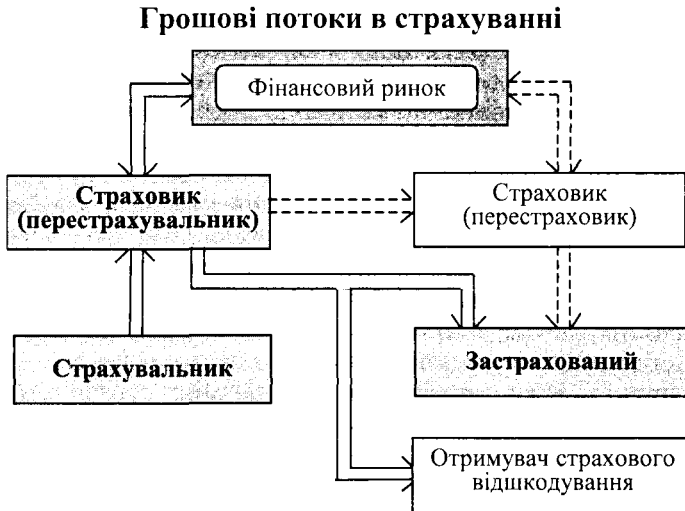 Грошові потоки в страхуванні
Фінансовий ринок
Страховик
(перестрахувальник)
Страховик
(перестраховик)
Страхувальник
Застрахований
Отримувач страхового
відшкодування